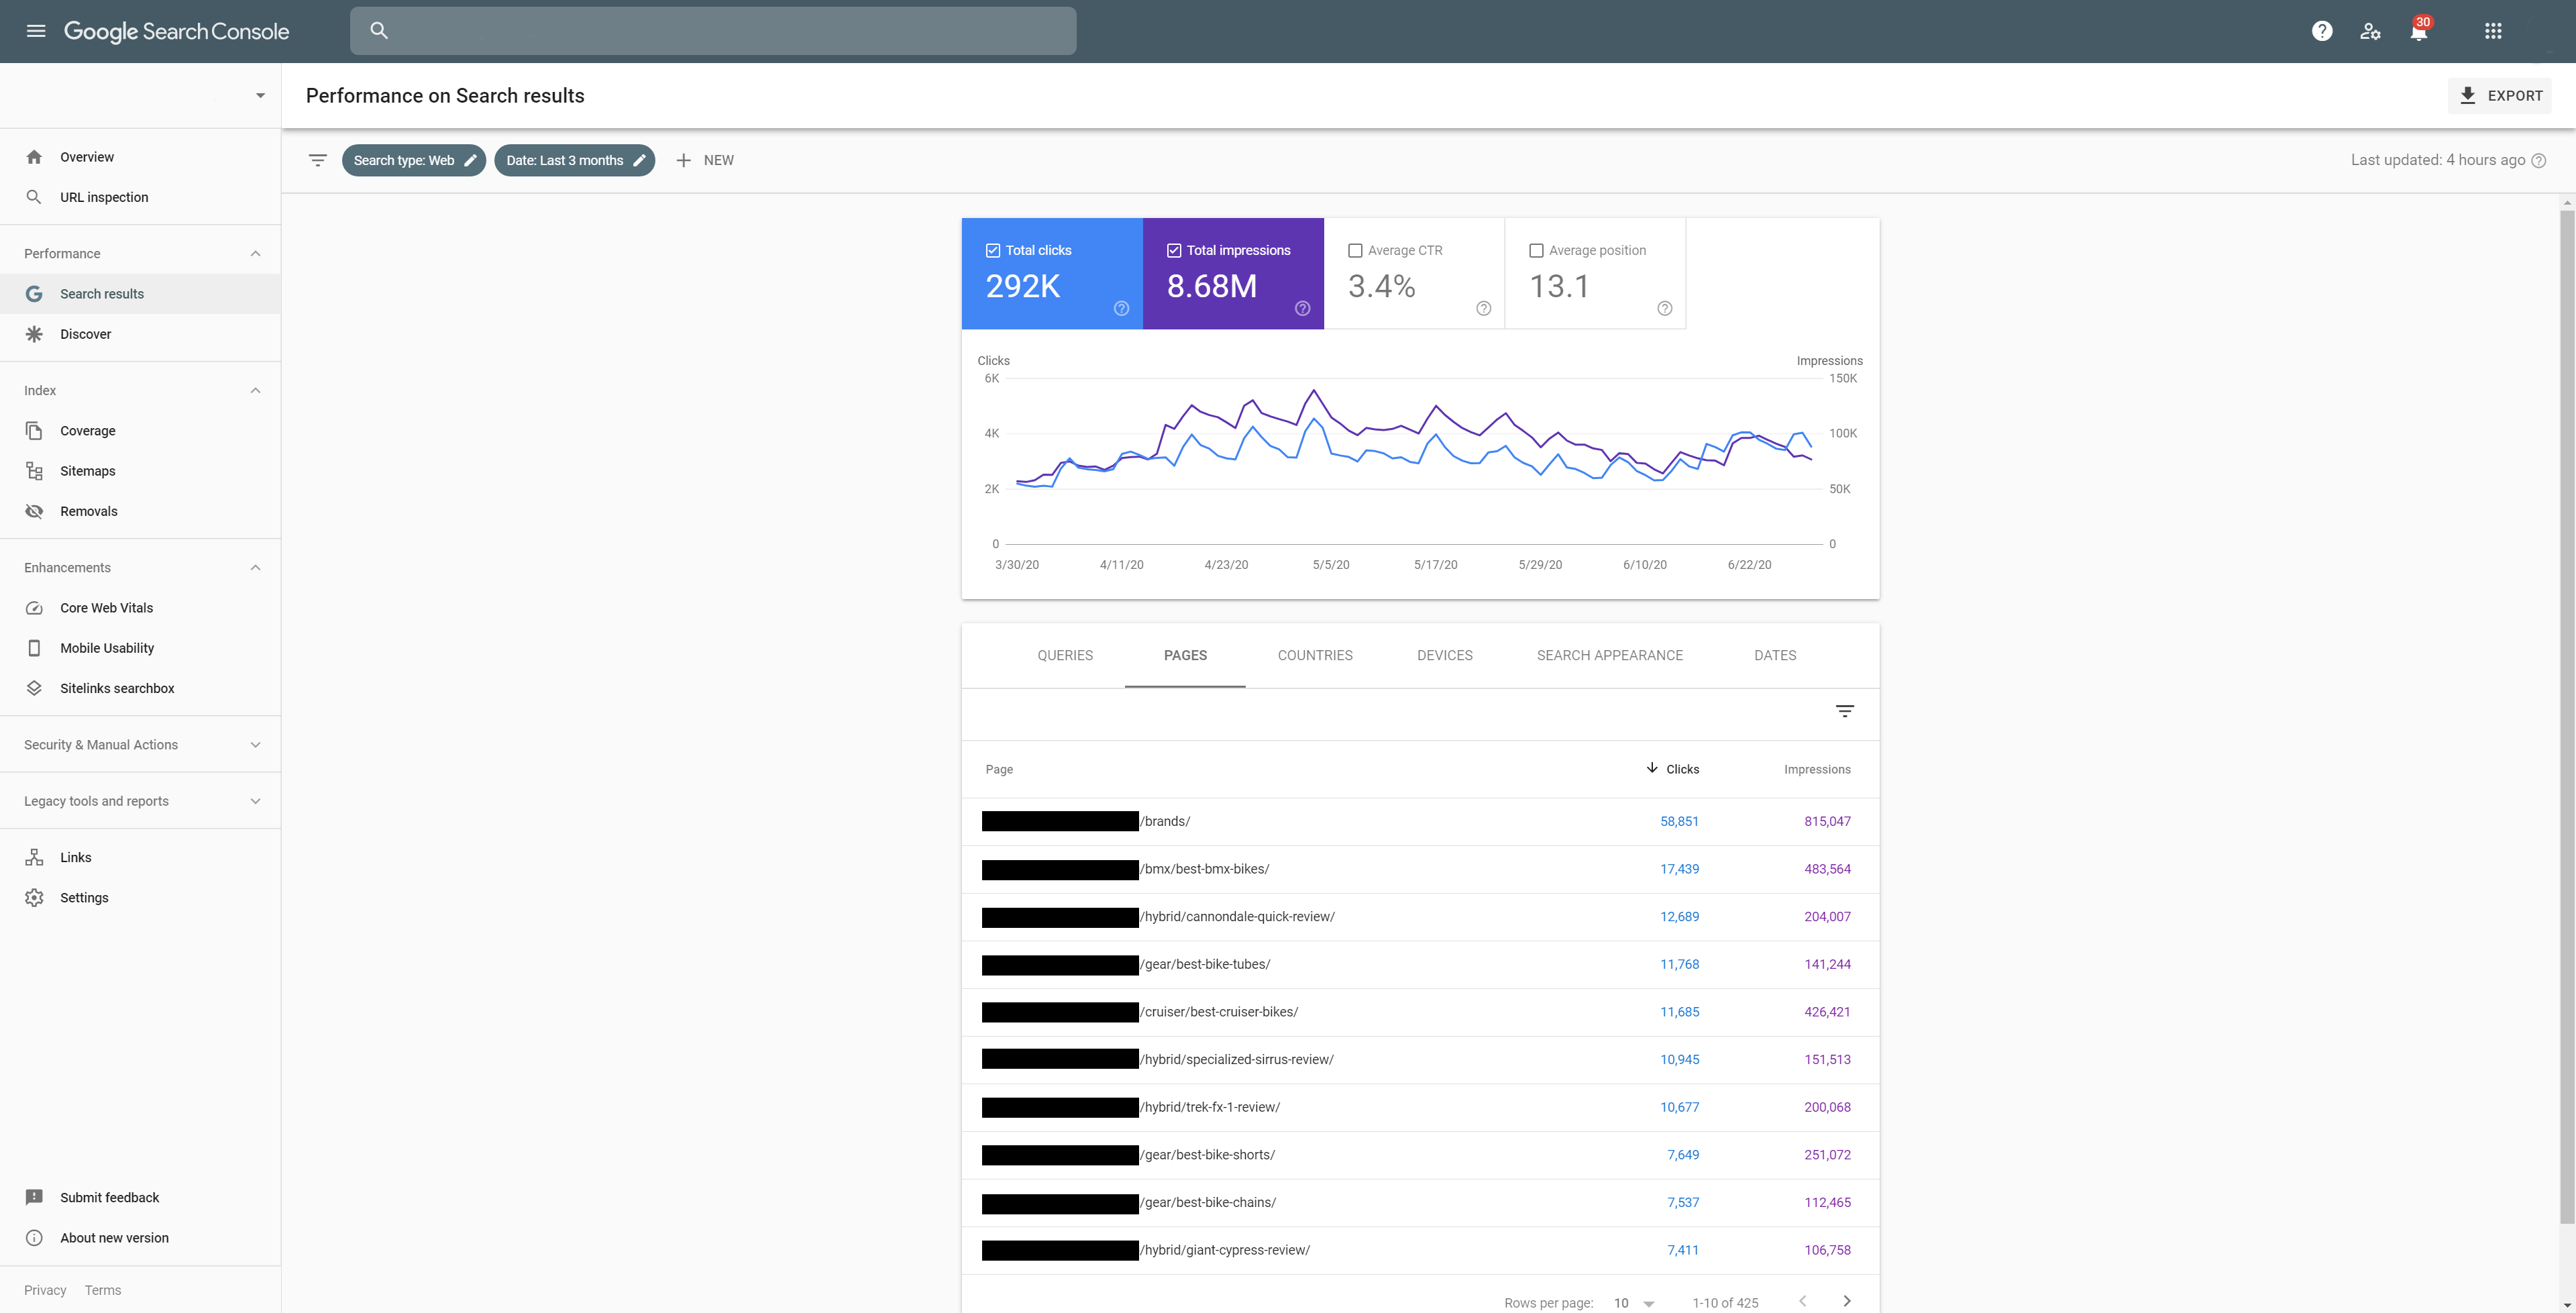 Google Search Console
30
Performance on Search results
EXPORT
Search type: Web
Date: Last 3 months
NEW
Last updated: 4 hours ago
Overview
URL inspection
Performance
Search results
Discover
Index
Coverage
Sitemaps
Removals
Enhancements
Core Web Vitals
Mobile Usability
Sitelinks searchbox
Security & Manual Actions
Legacy tools and reports
Links
Settings
Submit feedback
About new version
Privacy Terms
Total clicks
292K
Total impressions
8.68M
Average CTR
3.4%
Average position
13.1
Clicks Impressions
6K 150K
4K 100K
2K 50K
0 0
3/30/20 4/11/20 4/23/20 5/5/20 5/17/20 5/29/20 6/10/20 6/22/20
QUERIES PAGES COUNTRIES DEVICES SEARCH APPEARANCE DATES
Page Clicks Impressions
/brands/ 58,851 815,047
/bmx/best-bmx-bikes/ 17,439 483,564
/hybrid/cannondale-quick-review/ 12,689 204,007
/gear/best-bike-tubes/ 11,768 141,244
/cruiser/best-cruiser-bikes/ 11,685 426,421
/hybrid/specialized-sirrus-review/ 10,945 151,513
/hybrid/trek-fx-1-review/ 10,677 200,068
/gear/best-bike-shorts/ 7,649 251,072
/gear/best-bike-chains/ 7,537 112,465
/hybrid/giant-cypress-review/ 7,411 106,758
Rows per page: 10 1-10 of 425